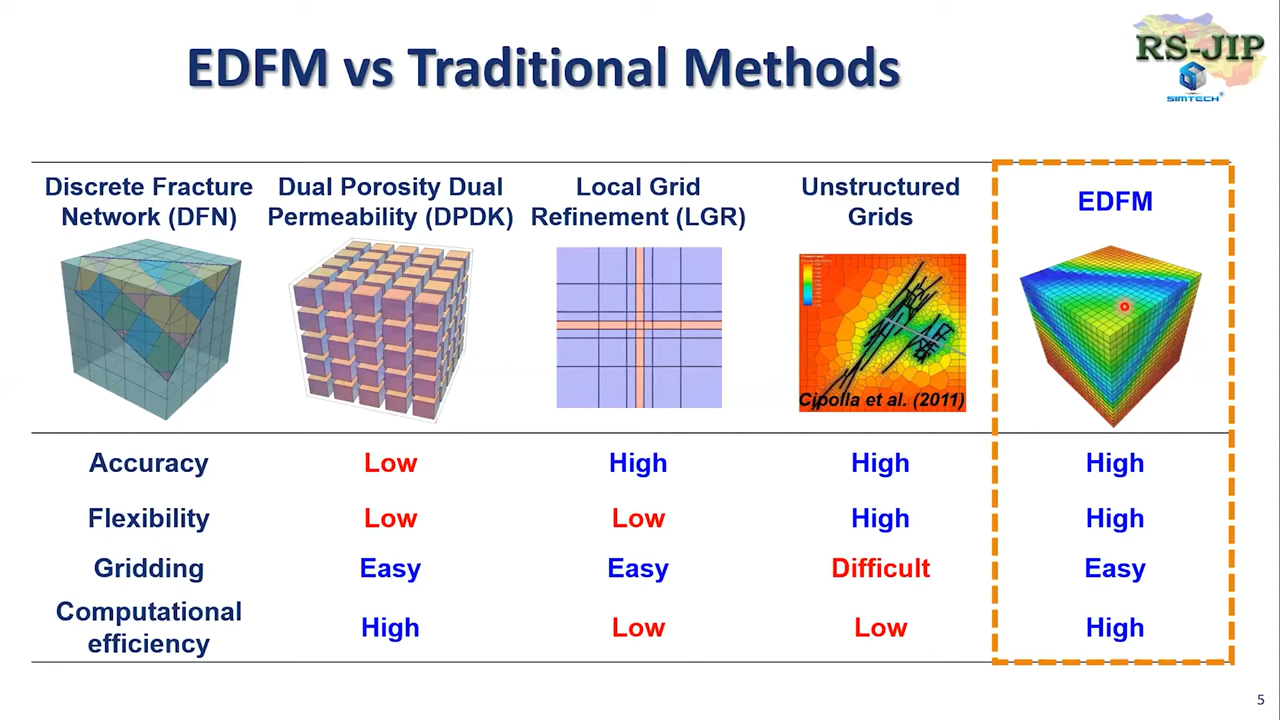 EDFM vs Traditional Methods
RS-JIP
SIMTECH
Discrete Fracture
Network (DFN)
Dual Porosity Dual
Permeability (DPDK)
Local Grid
Refinement (LGR)
Unstructured
Grids
EDFM
Cipolla et al. (2011)
Accuracy Low High High High
Flexibility Low Low High High
Gridding Easy Easy Difficult Easy
Computational
efficiency
High Low Low High
5